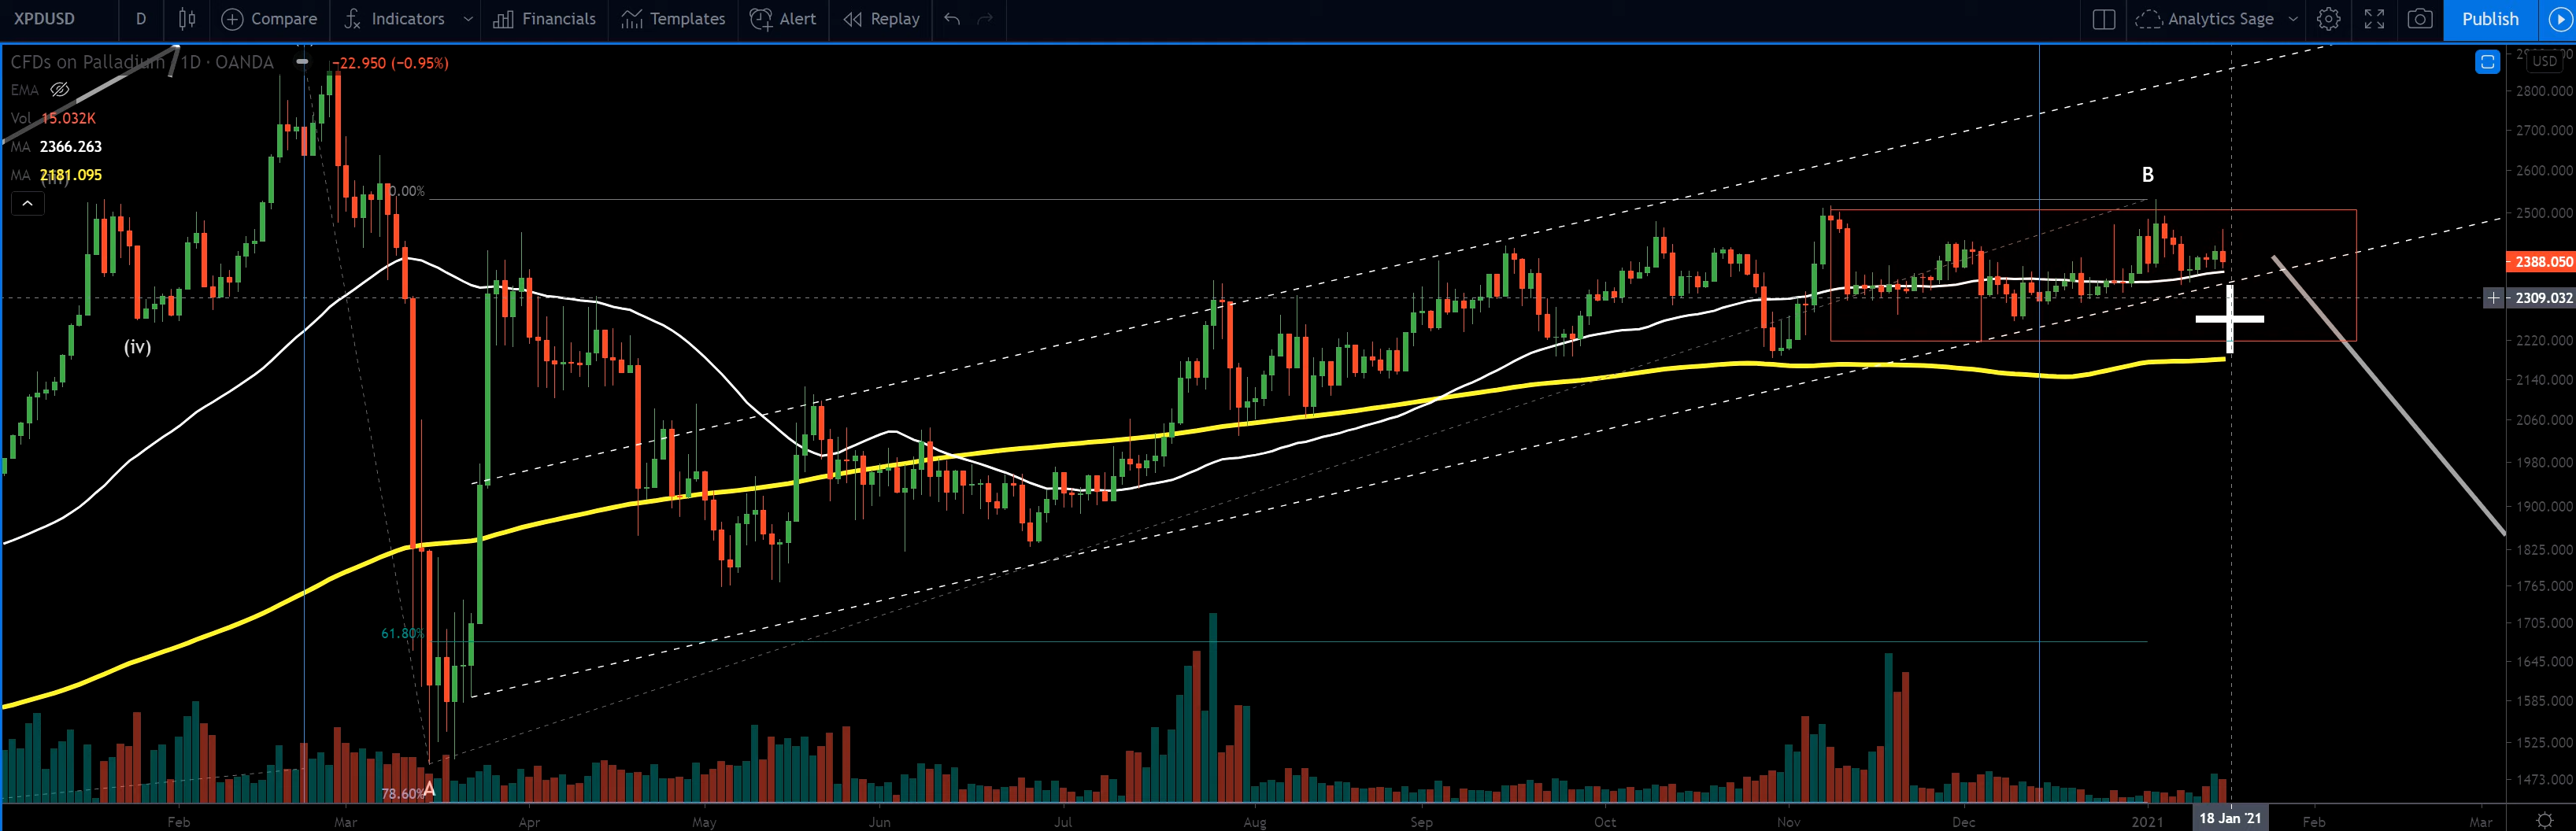 XPDUSD D Compare Indicators Financials Templates Alert Replay Analytics Sage Publish
CFDs on Palladium 1D · OANDA −22.950 (−0.95%)
EMA
Vol 15.032K
MA 2366.263
MA 2181.095
(iv)
0.00%
61.80%
78.60%
A
B
USD
2800.000
2700.000
2600.000
2500.000
2388.050
2309.032
2220.000
2140.000
2060.000
1980.000
1900.000
1825.000
1765.000
1705.000
1645.000
1585.000
1525.000
1473.000
Feb Mar Apr May Jun Jul Aug Sep Oct Nov Dec 2021 18 Jan '21 Feb Mar